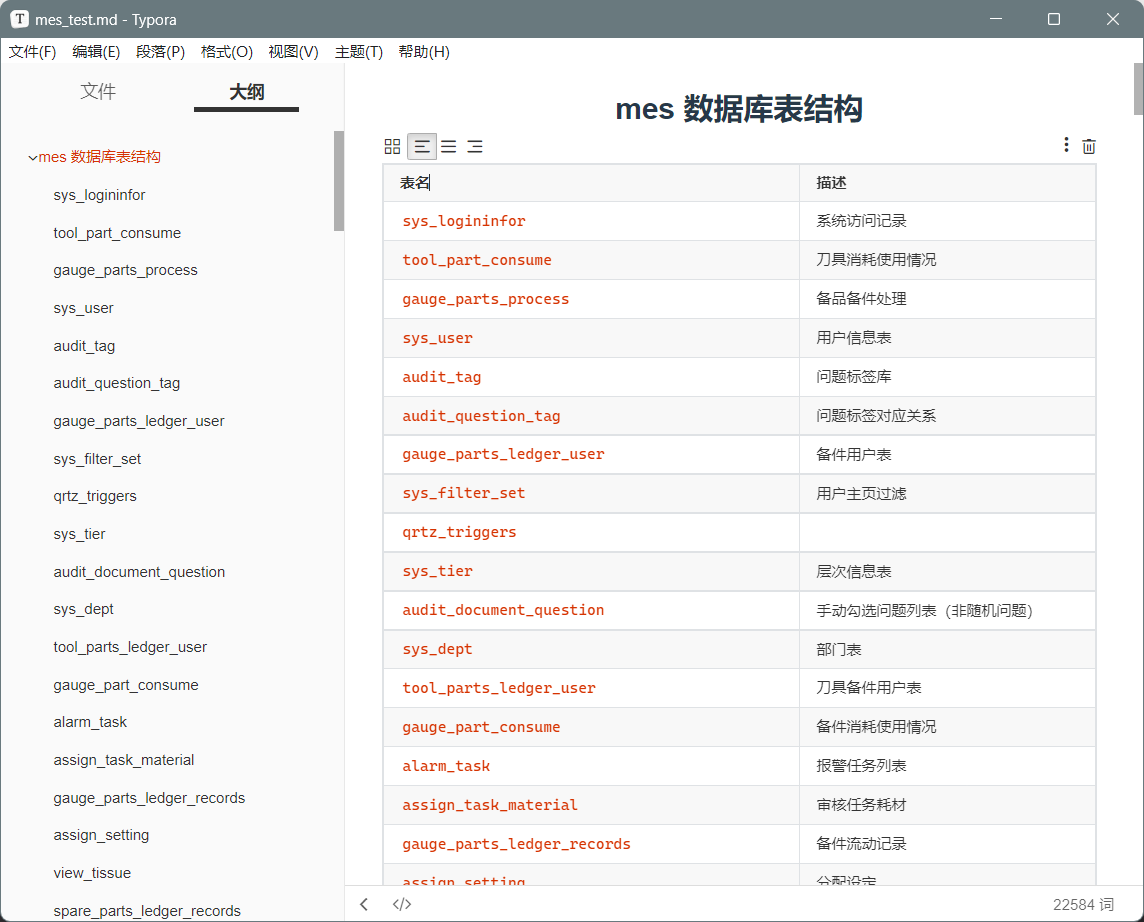 mes_test.md - Typora
文件(F) 编辑(E) 段落(P) 格式(O) 视图(V) 主题(T) 帮助(H)
文件 大纲
mes 数据库表结构
sys_logininfor
tool_part_consume
gauge_parts_process
sys_user
audit_tag
audit_question_tag
gauge_parts_ledger_user
sys_filter_set
qrtz_triggers
sys_tier
audit_document_question
sys_dept
tool_parts_ledger_user
gauge_part_consume
alarm_task
assign_task_material
gauge_parts_ledger_records
assign_setting
view_tissue
spare_parts_ledger_records
mes 数据库表结构
表名 描述
sys_logininfor 系统访问记录
tool_part_consume 刀具消耗使用情况
gauge_parts_process 备品备件处理
sys_user 用户信息表
audit_tag 问题标签库
audit_question_tag 问题标签对应关系
gauge_parts_ledger_user 备件用户表
sys_filter_set 用户主页过滤
qrtz_triggers
sys_tier 层次信息表
audit_document_question 手动勾选问题列表（非随机问题）
sys_dept 部门表
tool_parts_ledger_user 刀具备件用户表
gauge_part_consume 备件消耗使用情况
alarm_task 报警任务列表
assign_task_material 审核任务耗材
gauge_parts_ledger_records 备件流动记录
assign_setting 分配设定
22584 词